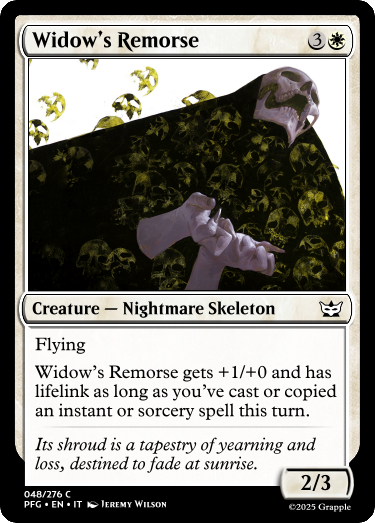 Widow's Remorse 3
Creature — Nightmare Skeleton
Flying
Widow's Remorse gets +1/+0 and has
lifelink as long as you've cast or copied
an instant or sorcery spell this turn.
Its shroud is a tapestry of yearning and
loss, destined to fade at sunrise.
2/3
048/276 C
PFG • EN • IT Jeremy Wilson
©2025 Grapple